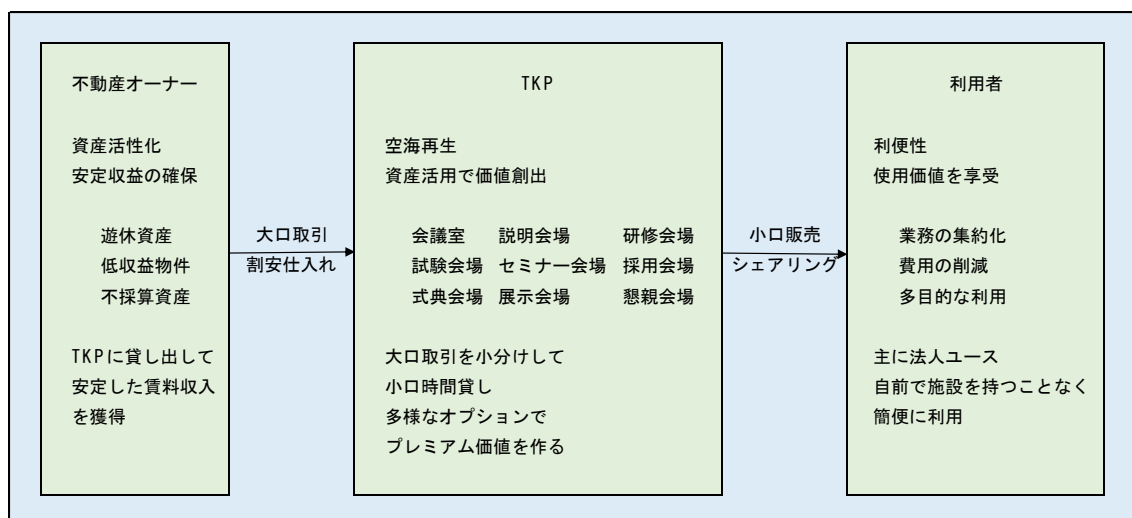 不動産オーナー
資産活性化
安定収益の確保
遊休資産
低収益物件
不採算資産
TKPに貸し出して
安定した賃料収入
を獲得
大口取引
割安仕入れ
TKP
空海再生
資産活用で価値創出
会議室 説明会場 研修会場
試験会場 セミナー会場 採用会場
式典会場 展示会場 懇親会場
大口取引を小分けして
小口時間貸し
多様なオプションで
プレミアム価値を作る
小口販売
シェアリング
利用者
利便性
使用価値を享受
業務の集約化
費用の削減
多目的な利用
主に法人ユース
自前で施設を持つことなく
簡便に利用